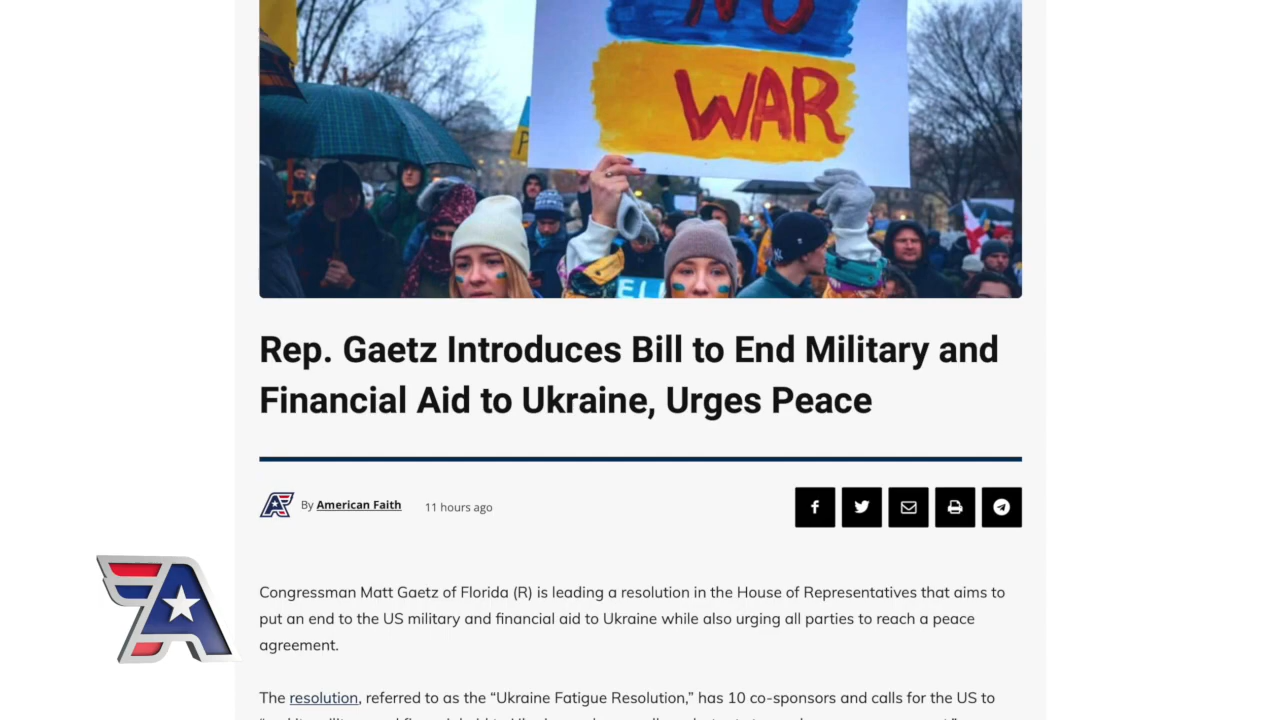 NO
WAR
Rep. Gaetz Introduces Bill to End Military and
Financial Aid to Ukraine, Urges Peace
By American Faith 11 hours ago
Congressman Matt Gaetz of Florida (R) is leading a resolution in the House of Representatives that aims to
put an end to the US military and financial aid to Ukraine while also urging all parties to reach a peace
agreement.
The resolution, referred to as the “Ukraine Fatigue Resolution,” has 10 co-sponsors and calls for the US to